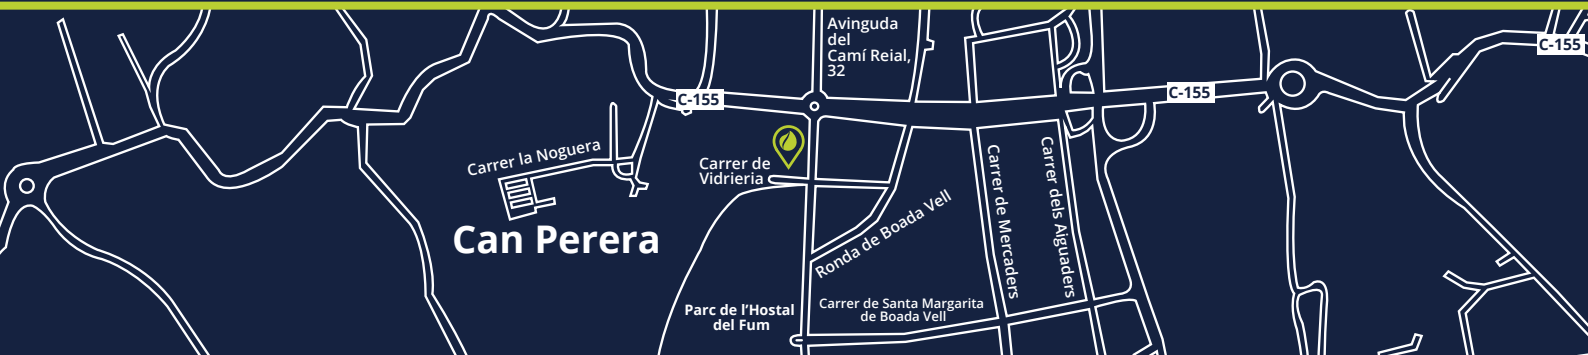 Avinguda
del
Camí Reial,
32
C-155
C-155
C-155
Carrer la Noguera
Carrer de
Vidrieria
Can Perera
Ronda de Boada Vell
Carrer de Mercaders
Carrer dels Aiguaders
Parc de l'Hostal
del Fum
Carrer de Santa Margarita
de Boada Vell